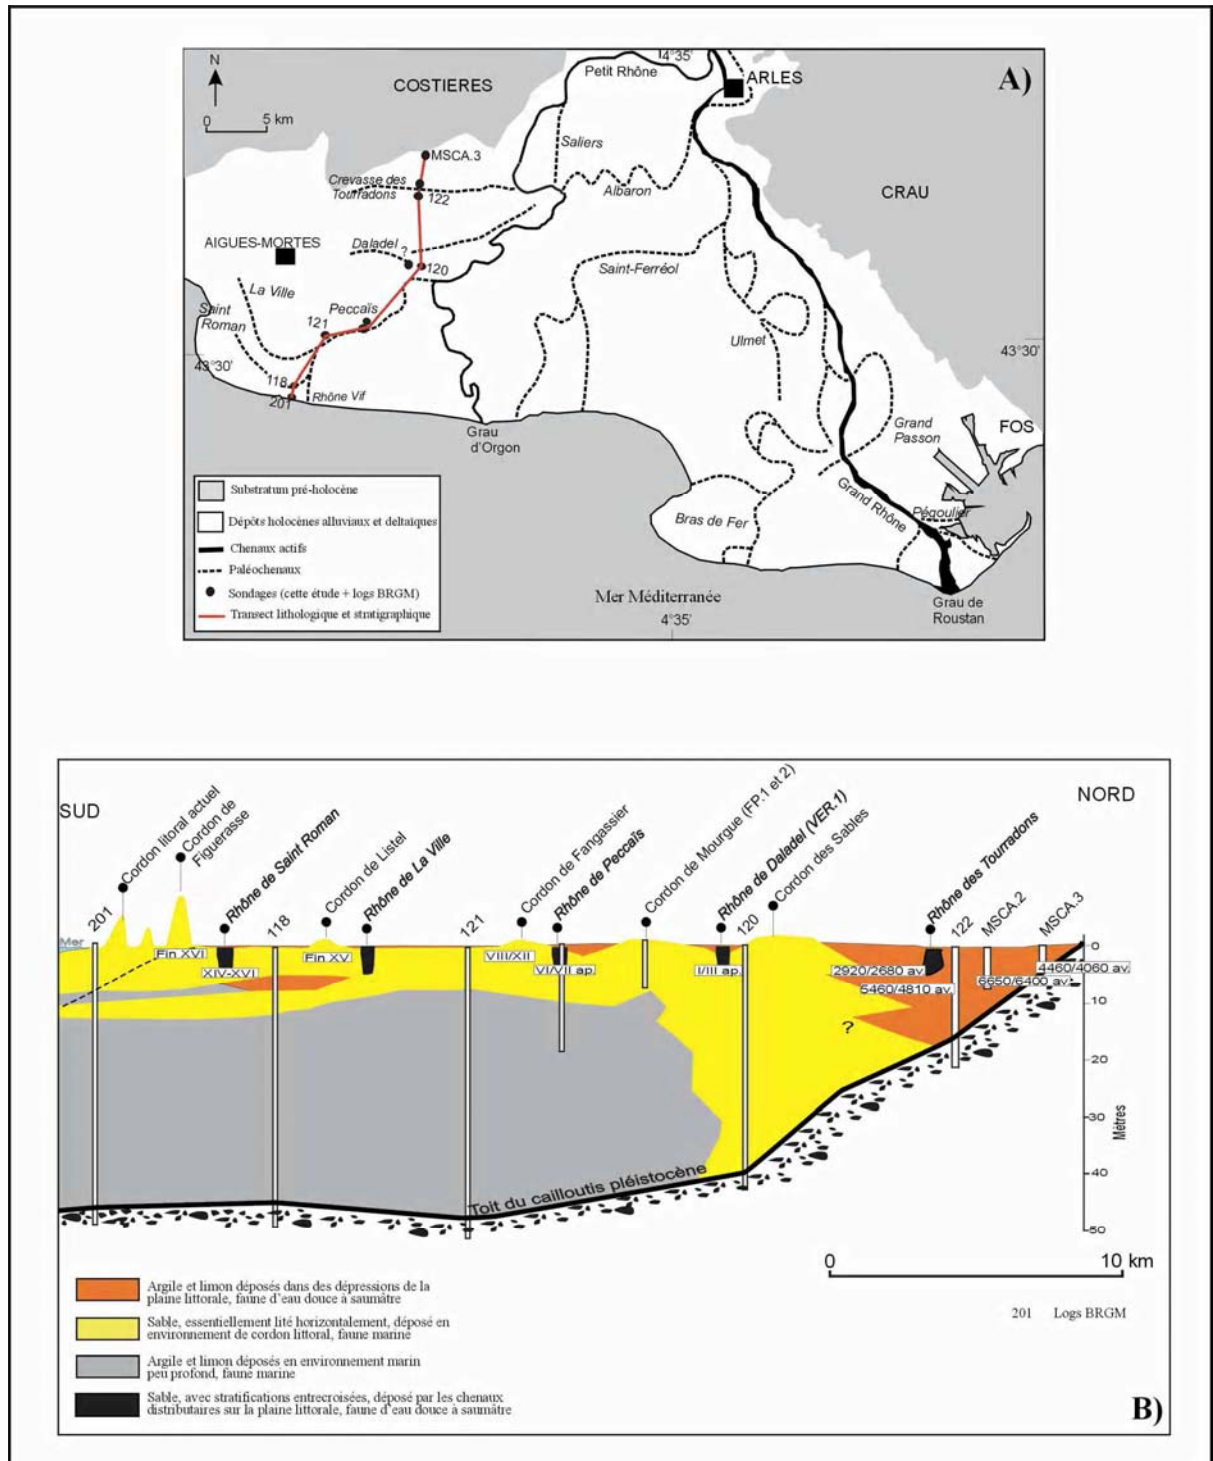 A)
N
0 5 km
COSTIERES
Petit Rhône
4°35'
ARLES
MSCA.3
Saliers
Crevasse des
Tourradons
122
Albaron
CRAU
AIGUES-MORTES
Daladel
?
120
Saint-Ferréol
La Ville
Saint
Roman
Peccaïs
121
Ulmet
43°30'
43°30'
118
201
Rhône Vif
Grau
d'Orgon
Grand
Passon
FOS
Grand Rhône
Pégoulier
Bras de Fer
Mer Méditerranée
4°35'
Grau de
Roustan
Substratum pré-holocène
Dépôts holocènes alluviaux et deltaïques
Chenaux actifs
Paléochenaux
Sondages (cette étude + logs BRGM)
Transect lithologique et stratigraphique
SUD
NORD
201
Cordon litoral actuel
Cordon de
Figuerasse
Rhône de Saint Roman
118
Cordon de Listel
Rhône de La Ville
121
Cordon de Fangassier
Rhône de Peccaïs
Cordon de Mourgue (FP.1 et 2)
Rhône de Daladel (VER.1)
120
Cordon des Sables
Rhône des Tourradons
122
MSCA.2
MSCA.3
Mer
Fin XVI
XIV-XVI
Fin XV
VIII/XII
VI/VII ap.
I/III ap.
2920/2680 av.
5460/4810 av.
6650/6400 av.
4460/4060 av.
?
Toit du cailloutis pléistocène
0
10
20
30
40
50
Mètres
0 10 km
201 Logs BRGM
Argile et limon déposés dans des dépressions de la
plaine littorale, faune d'eau douce à saumâtre
Sable, essentiellement lité horizontalement, déposé en
environnement de cordon littoral, faune marine
Argile et limon déposés en environnement marin
peu profond, faune marine
Sable, avec stratifications entrecroisées, déposé par les chenaux
distributaires sur la plaine littorale, faune d'eau douce à saumâtre
B)